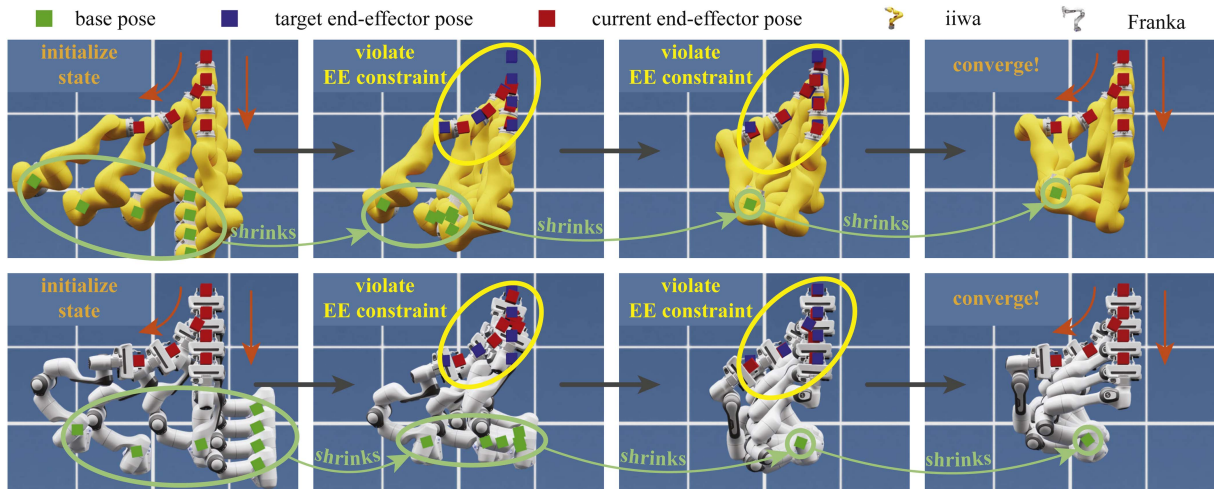 base pose target end-effector pose current end-effector pose iiwa Franka
initialize
state
violate
EE constraint
violate
EE constraint
converge!
shrinks
shrinks
shrinks
initialize
state
violate
EE constraint
violate
EE constraint
converge!
shrinks
shrinks
shrinks